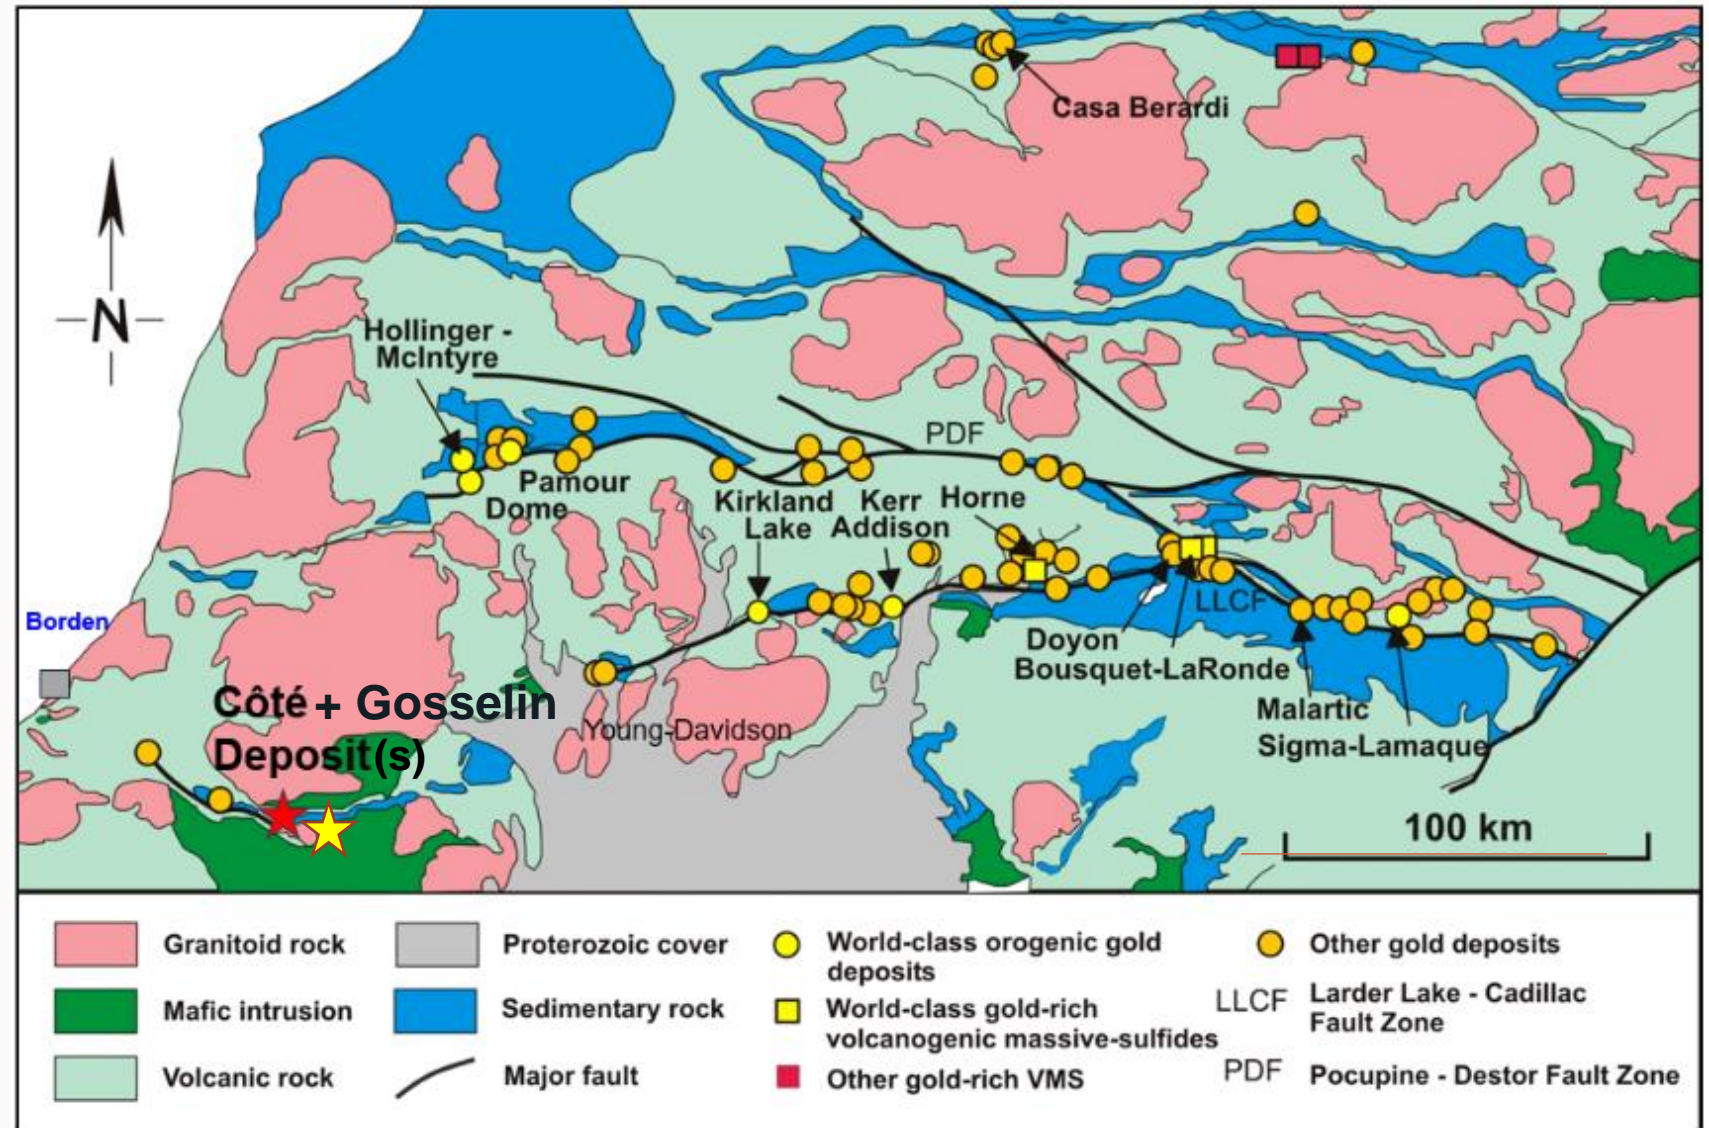 Casa Berardi
N
Hollinger -
McIntyre
PDF
Pamour
Dome
Kirkland
Lake
Kerr
Addison
Horne
Borden
LLCF
Doyon
Bousquet-LaRonde
Côté + Gosselin
Deposit(s)
Young-Davidson
Malartic
Sigma-Lamaque
100 km
Granitoid rock
Proterozoic cover
World-class orogenic gold
deposits
Other gold deposits
Mafic intrusion
Sedimentary rock
World-class gold-rich
volcanogenic massive-sulfides
LLCF
Larder Lake - Cadillac
Fault Zone
Volcanic rock
Major fault
Other gold-rich VMS
PDF
Pocupine - Destor Fault Zone